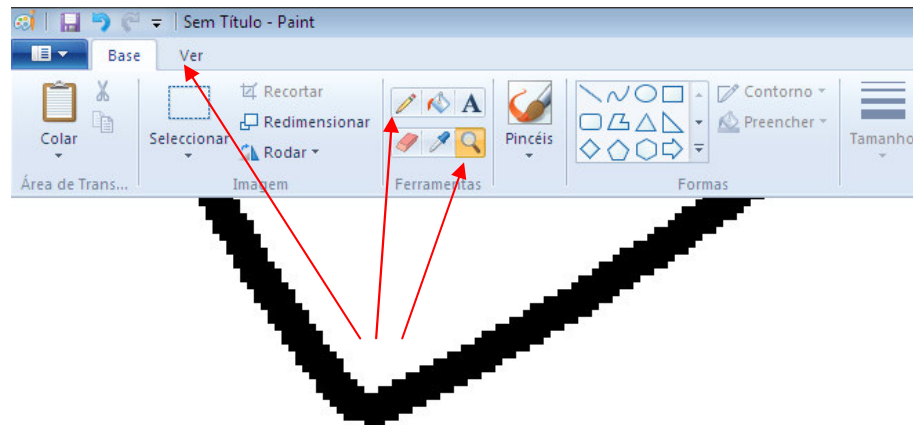 Sem Título - Paint
Base Ver
Colar
Seleccionar
Recortar
Redimensionar
Rodar
A
Pincéis
Contorno
Preencher
Tamanho
Área de Trans... Imagem Ferramentas Formas